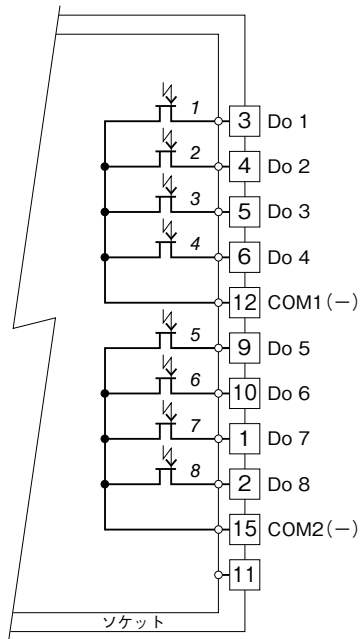 1 3 Do 1
2 4 Do 2
3 5 Do 3
4 6 Do 4
12 COM1(－)
5 9 Do 5
6 10 Do 6
7 1 Do 7
8 2 Do 8
15 COM2(－)
11
ソケット